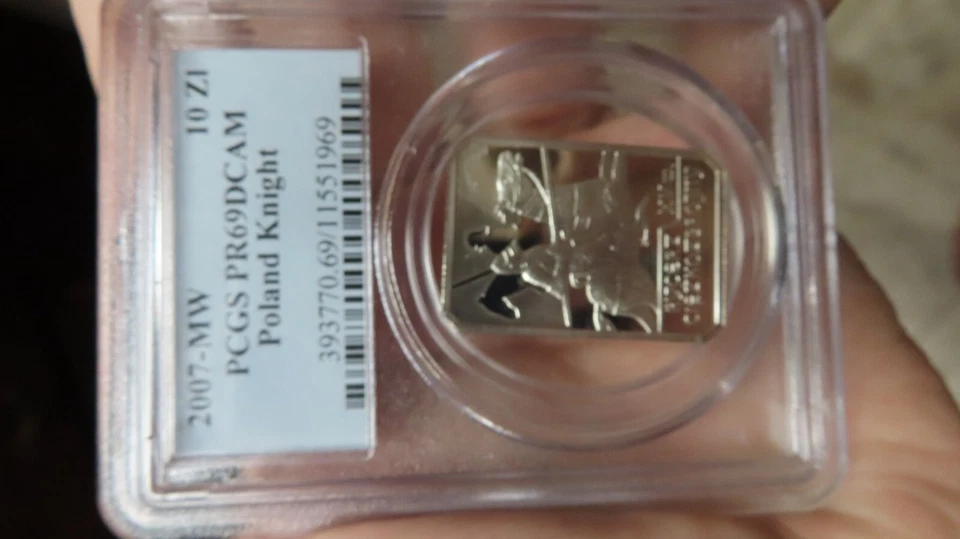 2007-MW 10 Zl
PCGS PR69DCAM
Poland Knight
393770.69/11551969